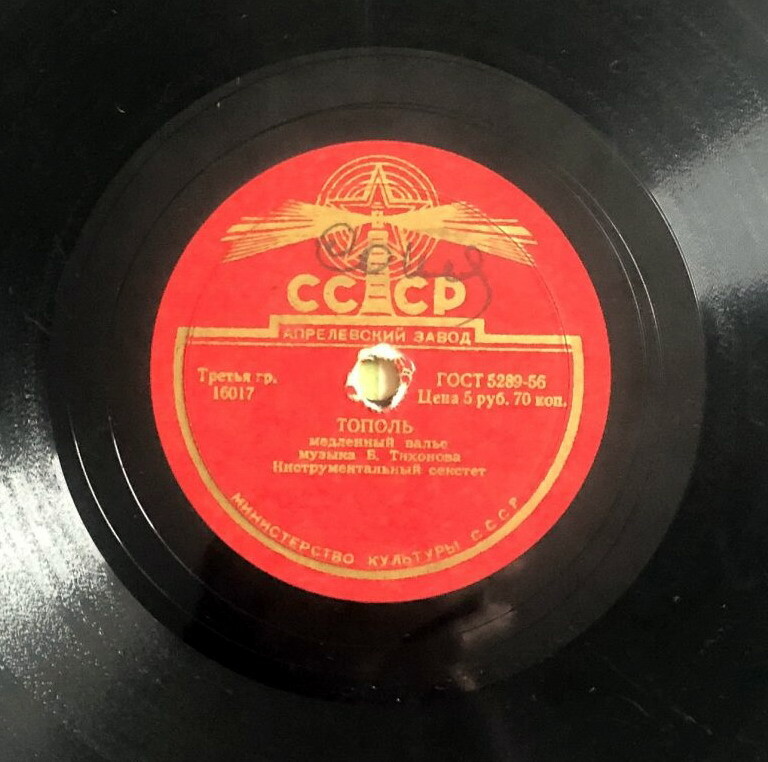 СССР
АПРЕЛЕВСКИЙ ЗАВОД
Третья гр.
16017
ГОСТ 5289-56
Цена 5 руб. 70 коп.
ТОПОЛЬ
медленный вальс
музыка Б. Тихонова
Инструментальный секстет
МИНИСТЕРСТВО КУЛЬТУРЫ СССР